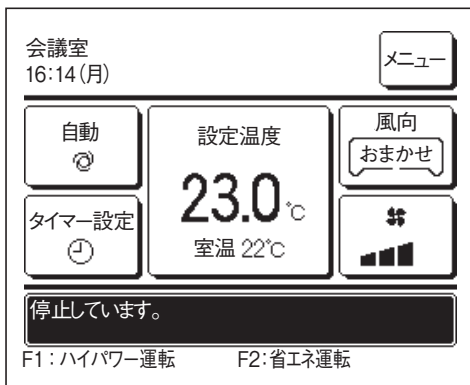 会議室
16:14(月)
メニュー
自動
設定温度
風向
おまかせ
23.0℃
タイマー設定
室温 22℃
停止しています。
F1:ハイパワー運転
F2:省エネ運転